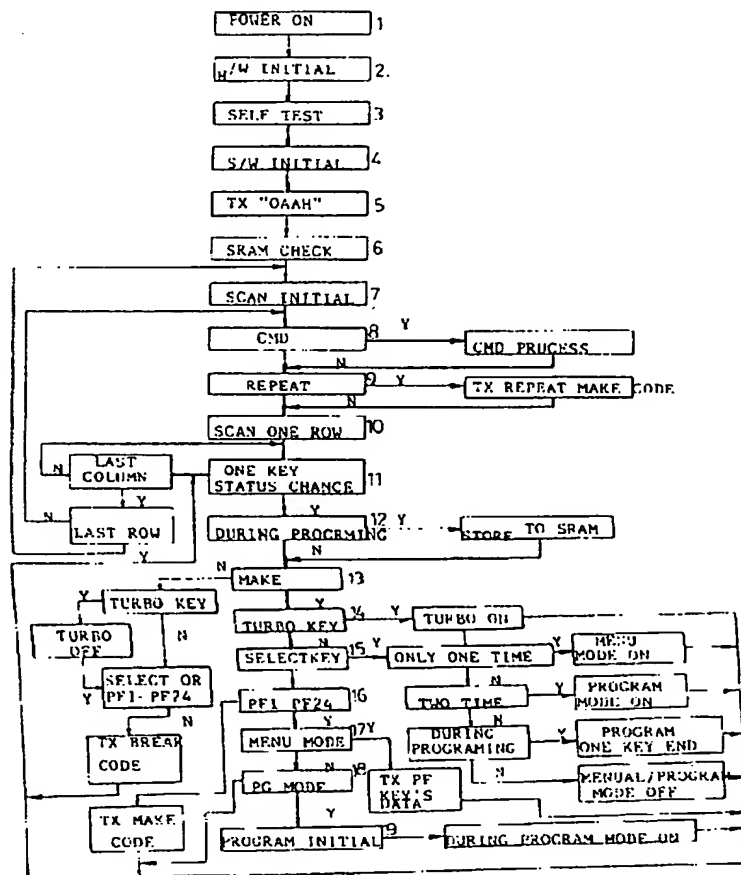 POWER ON 1
H/W INITIAL 2.
SELF TEST 3
S/W INITIAL 4
TX "OAAH" 5
SRAM CHECK 6
SCAN INITIAL 7
CMD 8 Y
CMD PROCESS
N
REPEAT 9 Y
TX REPEAT MAKE CODE
N
SCAN ONE ROW 10
N LAST COLUMN
ONE KEY STATUS CHANCE 11
Y
N LAST ROW
Y
DURING PROCRMING 12 Y
STORE TO SRAM
Y
N
N MAKE 13
Y TURBO KEY
Y
TURBO KEY 14 Y
TURBO ON
TURBO OFF
N
N
SELECTKEY 15 Y
ONLY ONE TIME Y
MENU MODE ON
Y SELECT OR PF1-PF24
N
PF1 PF24 16
TWO TIME Y
PROGRAM MODE ON
N
Y
N
TX BREAK CODE
MENU MODE 17 Y
DURING PROGRAMING Y
PROGRAM ONE KEY END
N
PG MODE 18
TX PF KEY'S DATA
N
MENUAL/PROGRA MODE OFF
TX MAKE CODE
Y
PROGRAM INITIAL 19
DURING PROGRAM MODE ON